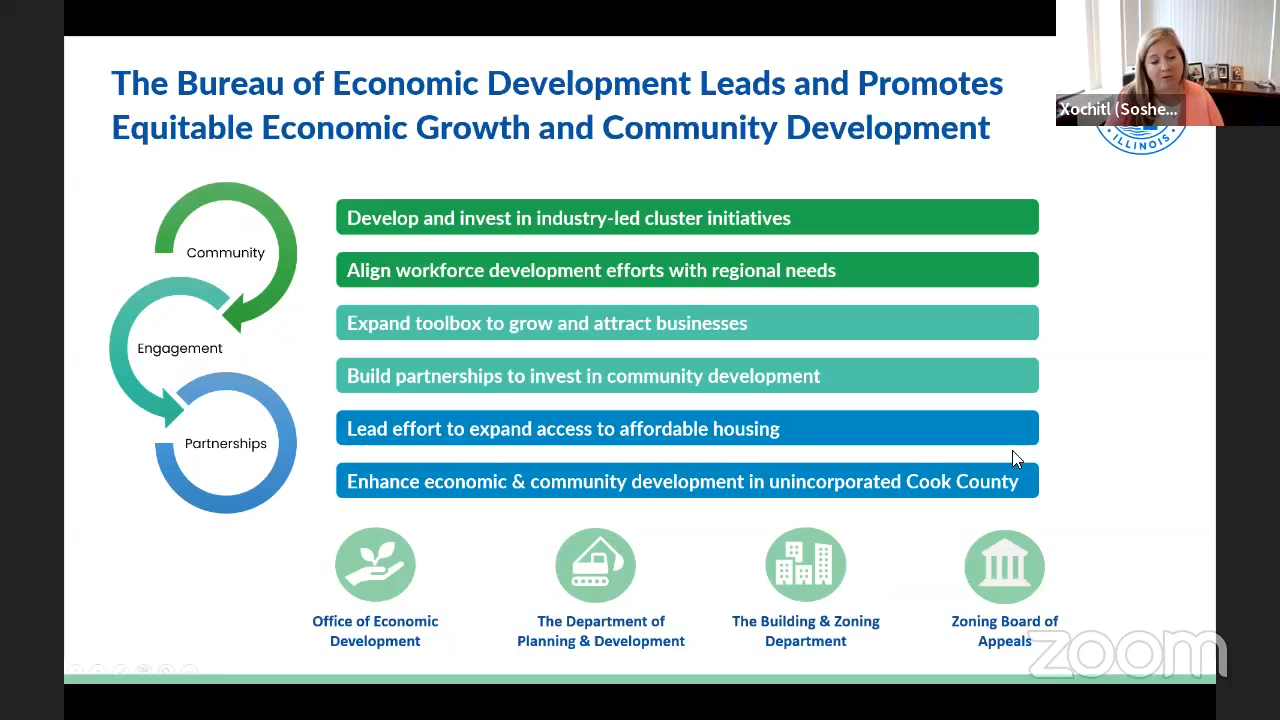 The Bureau of Economic Development Leads and Promotes
Equitable Economic Growth and Community Development
Xochitl (Soshe...
ILLINOIS
Community
Engagement
Partnerships
Develop and invest in industry-led cluster initiatives
Align workforce development efforts with regional needs
Expand toolbox to grow and attract businesses
Build partnerships to invest in community development
Lead effort to expand access to affordable housing
Enhance economic & community development in unincorporated Cook County
Office of Economic
Development
The Department of
Planning & Development
The Building & Zoning
Department
Zoning Board of
Appeals
zoom